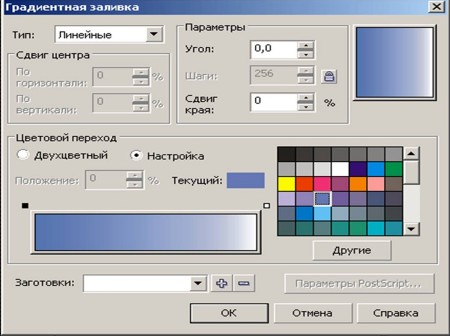 Градиентная заливка
Тип: Линейные
Сдвиг центра
По горизонтали: 0 %
По вертикали: 0 %
Параметры
Угол: 0,0
Шаги: 256
Сдвиг края: 0 %
Цветовой переход
Двухцветный Настройка
Положение: 0 % Текущий:
Другие
Заготовки: Параметры PostScript...
OK Отмена Справка